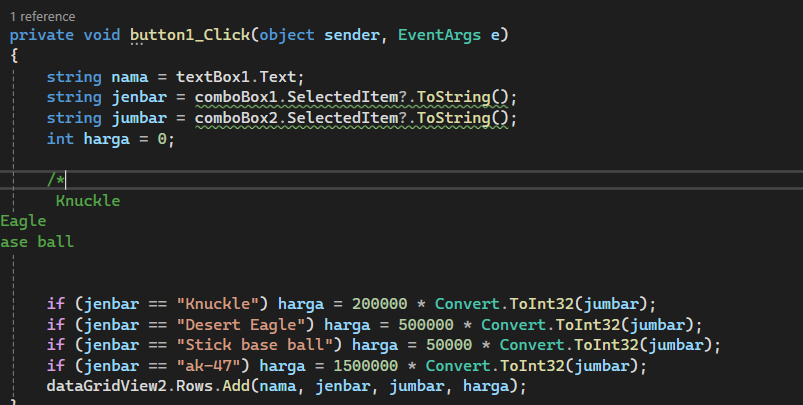 1 reference
private void button1_Click(object sender, EventArgs e)
{
string nama = textBox1.Text;
string jenbar = comboBox1.SelectedItem?.ToString();
string jumbar = comboBox2.SelectedItem?.ToString();
int harga = 0;
/*
Knuckle
Eagle
ase ball
if (jenbar == "Knuckle") harga = 200000 * Convert.ToInt32(jumbar);
if (jenbar == "Desert Eagle") harga = 500000 * Convert.ToInt32(jumbar);
if (jenbar == "Stick base ball") harga = 50000 * Convert.ToInt32(jumbar);
if (jenbar == "ak-47") harga = 1500000 * Convert.ToInt32(jumbar);
dataGridView2.Rows.Add(nama, jenbar, jumbar, harga);
}